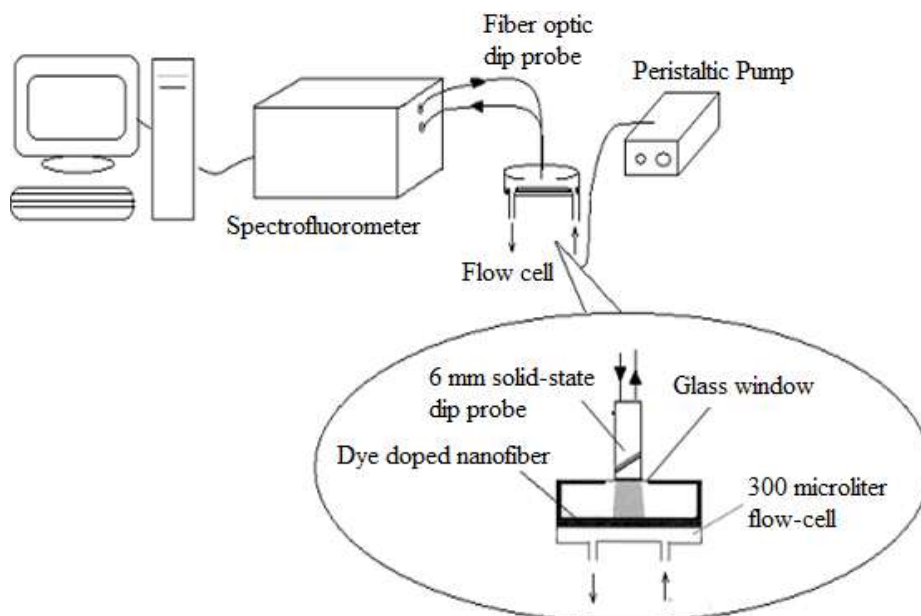 Fiber optic
dip probe
Peristaltic Pump
Spectrofluorometer
Flow cell
6 mm solid-state
dip probe
Glass window
Dye doped nanofiber
300 microliter
flow-cell